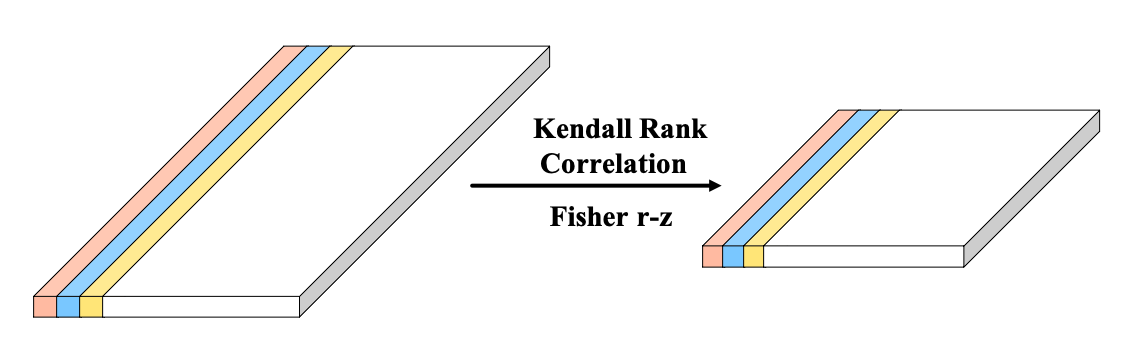 Kendall Rank
Correlation
Fisher r-z